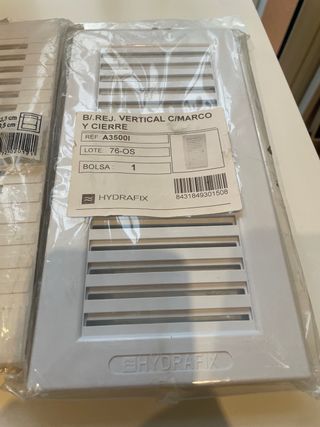 B/.REJ. VERTICAL C/MARCO
Y CIERRE
REF. A3500I
LOTE 76-OS
BOLSA 1
HYDRAFIX
8431849301508
HYDRAFIX